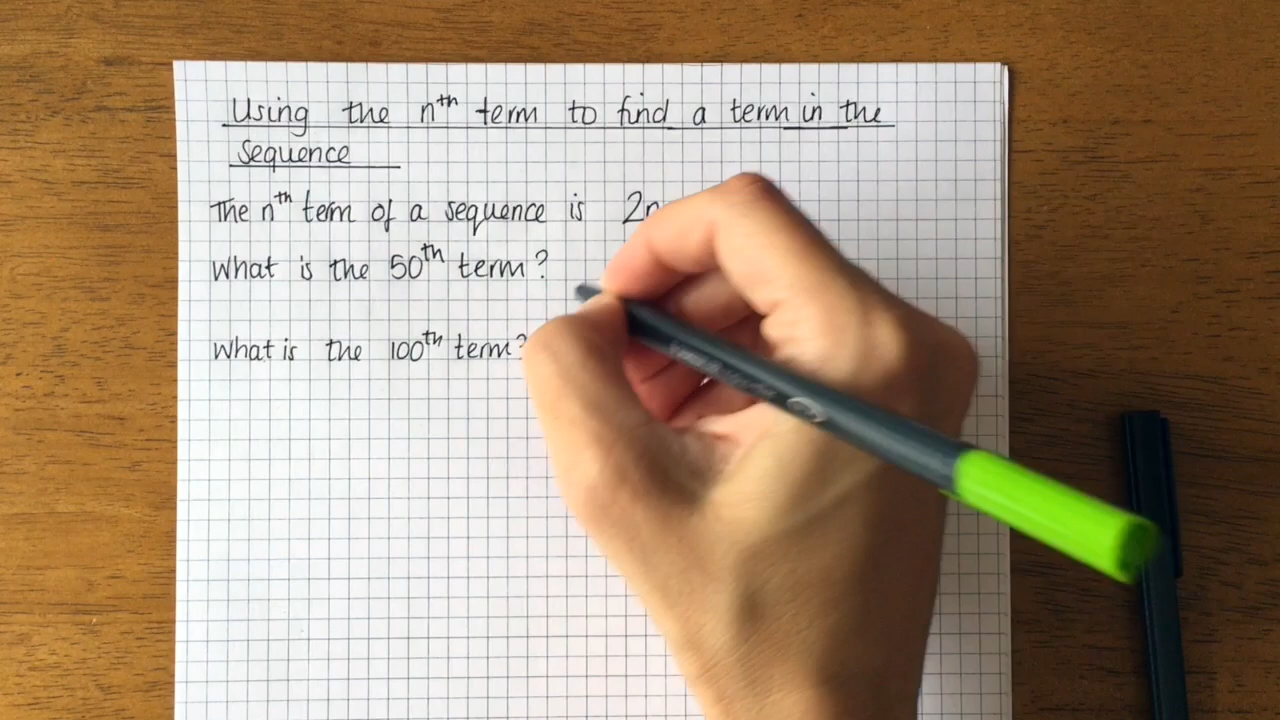 Using the nth term to find a term in the
sequence
The nth term of a sequence is 2n
What is the 50th term?
What is the 100th term?